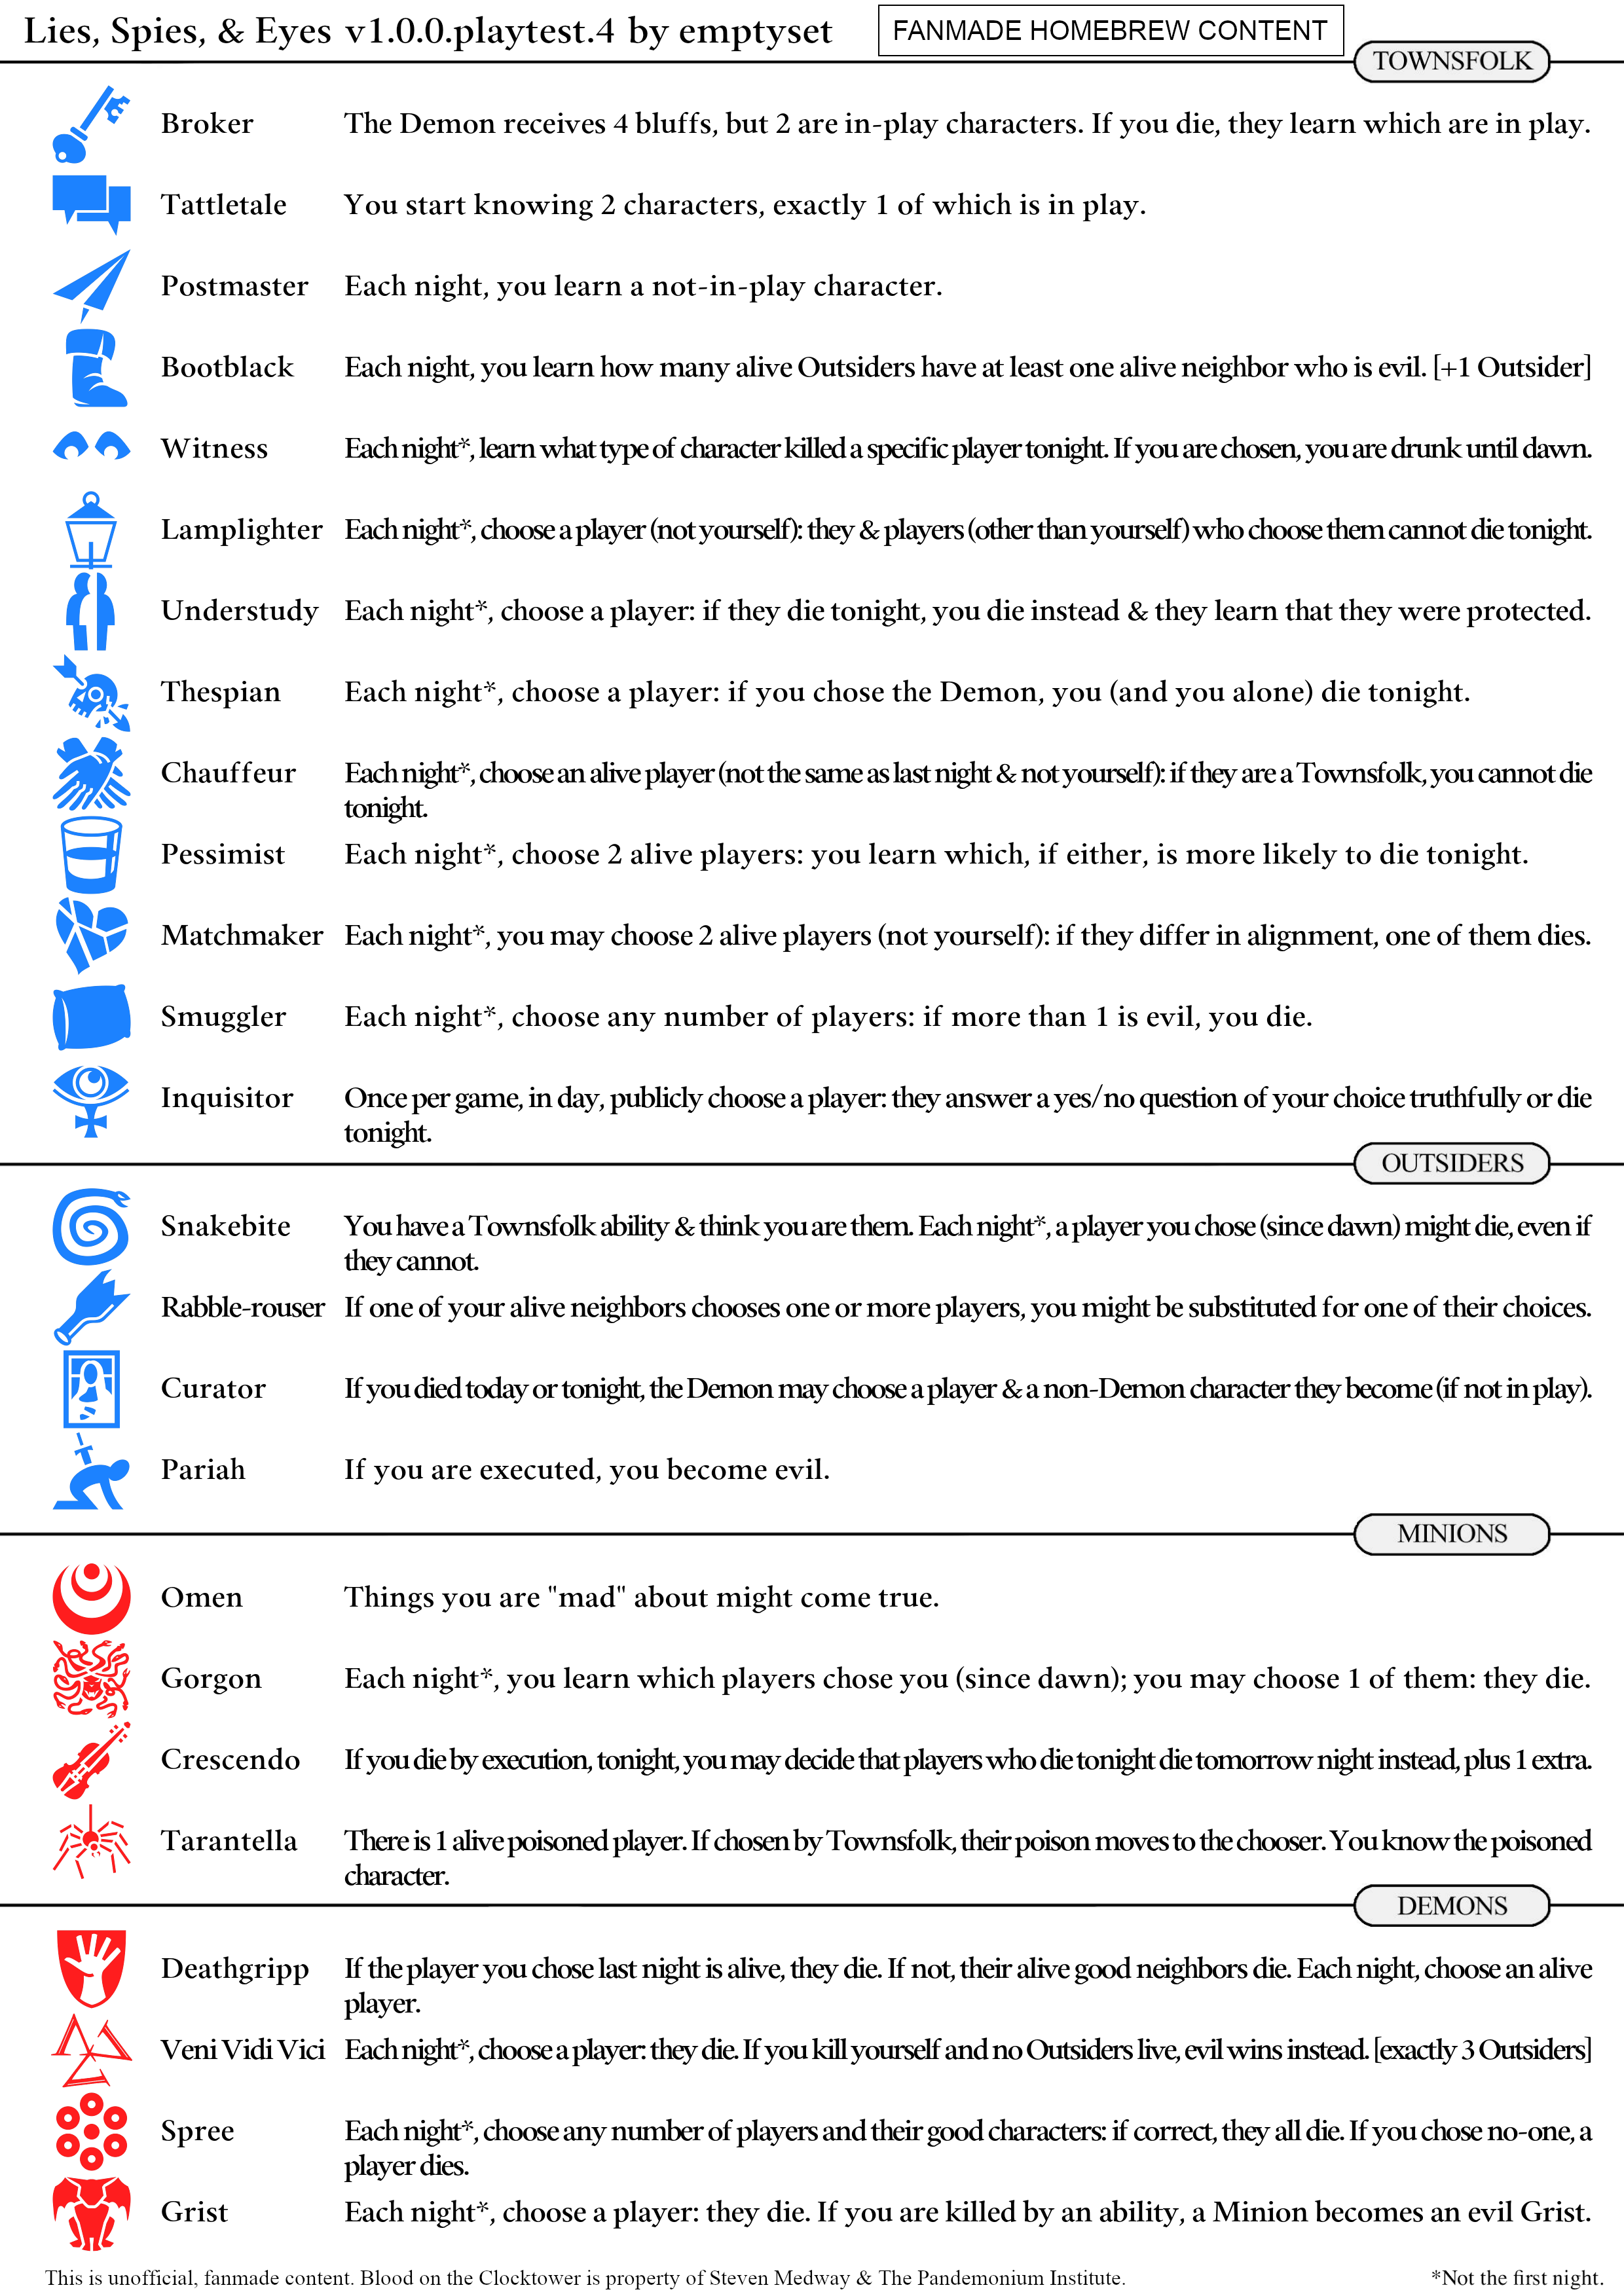 Lies, Spies, & Eyes v1.0.0.playtest.4 by emptyset
FANMADE HOMEBREW CONTENT
TOWNSFOLK
Broker The Demon receives 4 bluffs, but 2 are in-play characters. If you die, they learn which are in play.
Tattletale You start knowing 2 characters, exactly 1 of which is in play.
Postmaster Each night, you learn a not-in-play character.
Bootblack Each night, you learn how many alive Outsiders have at least one alive neighbor who is evil. [+1 Outsider]
Witness Each night*, learn what type of character killed a specific player tonight. If you are chosen, you are drunk until dawn.
Lamplighter Each night*, choose a player (not yourself): they & players (other than yourself) who choose them cannot die tonight.
Understudy Each night*, choose a player: if they die tonight, you die instead & they learn that they were protected.
Thespian Each night*, choose a player: if you chose the Demon, you (and you alone) die tonight.
Chauffeur Each night*, choose an alive player (not the same as last night & not yourself): if they are a Townsfolk, you cannot die
tonight.
Pessimist Each night*, choose 2 alive players: you learn which, if either, is more likely to die tonight.
Matchmaker Each night*, you may choose 2 alive players (not yourself): if they differ in alignment, one of them dies.
Smuggler Each night*, choose any number of players: if more than 1 is evil, you die.
Inquisitor Once per game, in day, publicly choose a player: they answer a yes/no question of your choice truthfully or die
tonight.
OUTSIDERS
Snakebite You have a Townsfolk ability & think you are them. Each night*, a player you chose (since dawn) might die, even if
they cannot.
Rabble-rouser If one of your alive neighbors chooses one or more players, you might be substituted for one of their choices.
Curator If you died today or tonight, the Demon may choose a player & a non-Demon character they become (if not in play).
Pariah If you are executed, you become evil.
MINIONS
Omen Things you are "mad" about might come true.
Gorgon Each night*, you learn which players chose you (since dawn); you may choose 1 of them: they die.
Crescendo If you die by execution, tonight, you may decide that players who die tonight die tomorrow night instead, plus 1 extra.
Tarantella There is 1 alive poisoned player. If chosen by Townsfolk, their poison moves to the chooser. You know the poisoned
character.
DEMONS
Deathgripp If the player you chose last night is alive, they die. If not, their alive good neighbors die. Each night, choose an alive
player.
Veni Vidi Vici Each night*, choose a player: they die. If you kill yourself and no Outsiders live, evil wins instead. [exactly 3 Outsiders]
Spree Each night*, choose any number of players and their good characters: if correct, they all die. If you chose no-one, a
player dies.
Grist Each night*, choose a player: they die. If you are killed by an ability, a Minion becomes an evil Grist.
This is unofficial, fanmade content. Blood on the Clocktower is property of Steven Medway & The Pandemonium Institute.
*Not the first night.